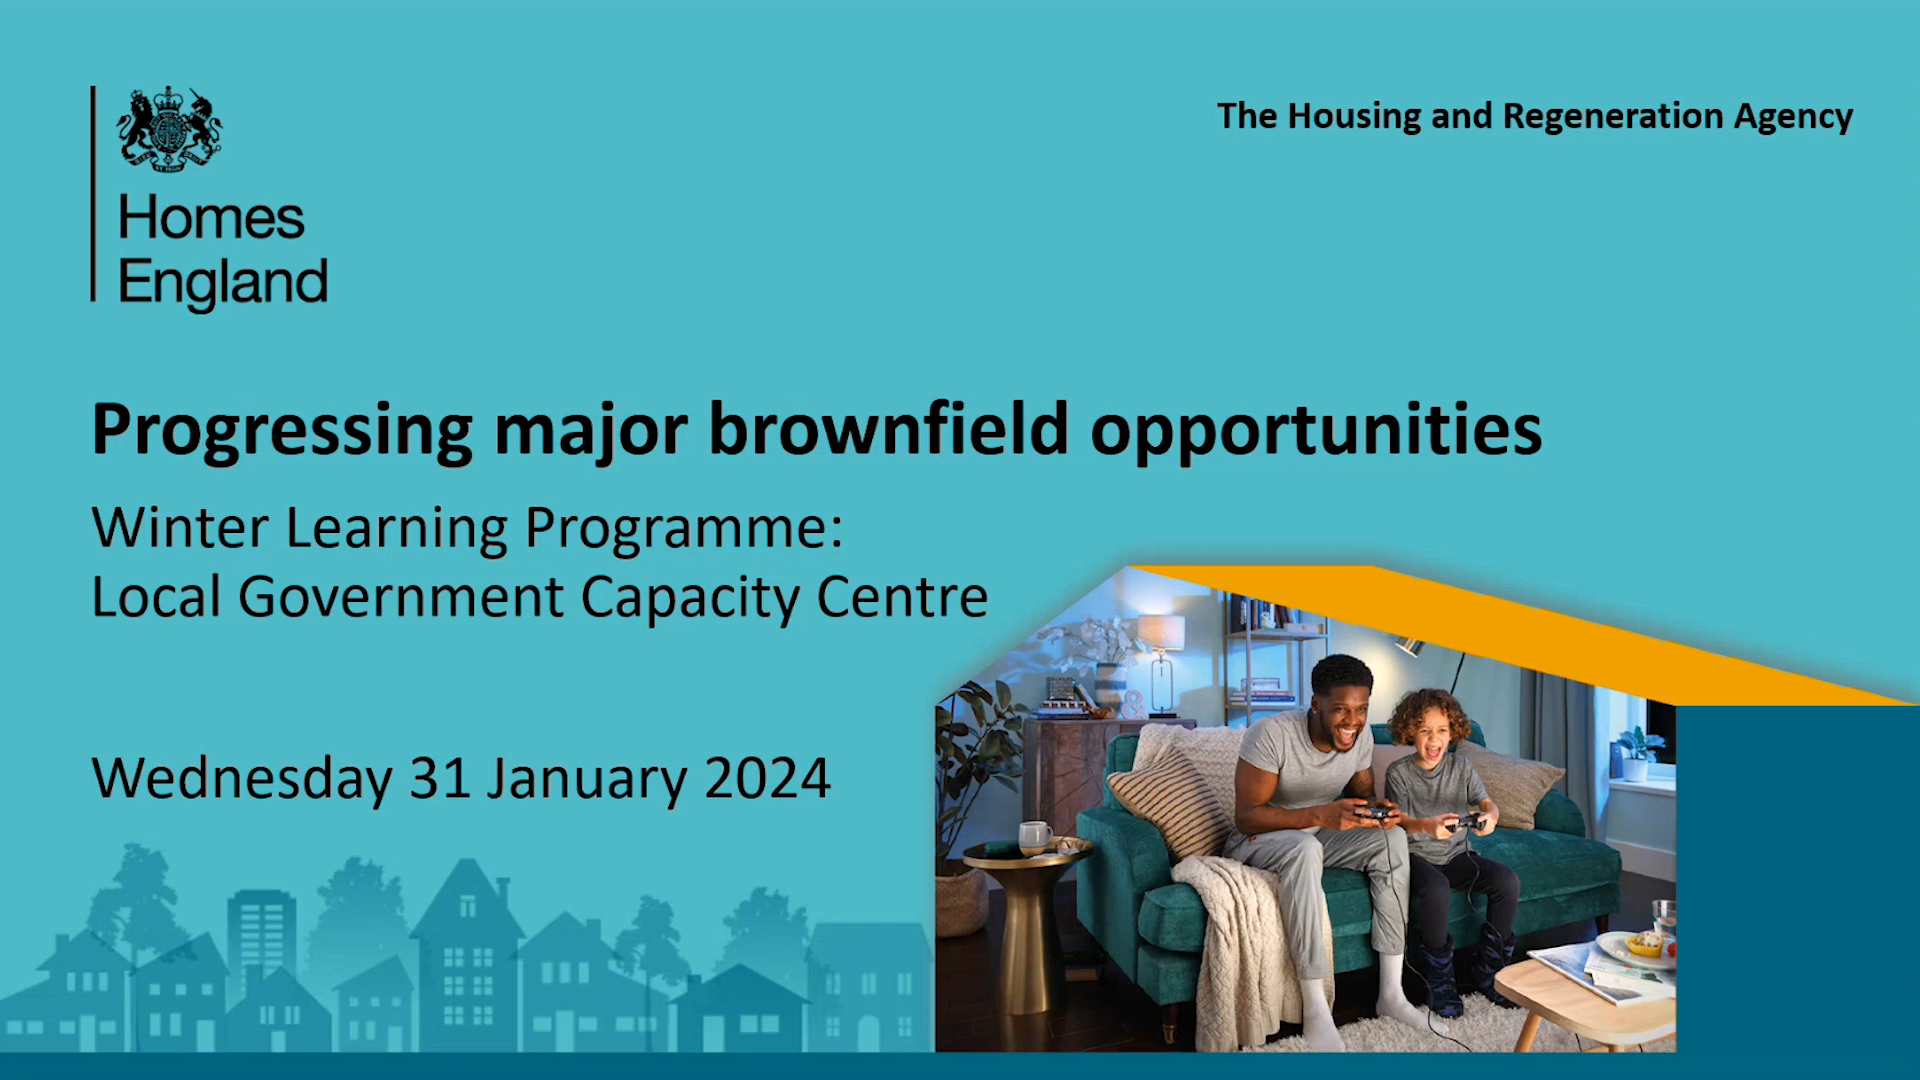 Homes
England
The Housing and Regeneration Agency
Progressing major brownfield opportunities
Winter Learning Programme:
Local Government Capacity Centre
Wednesday 31 January 2024